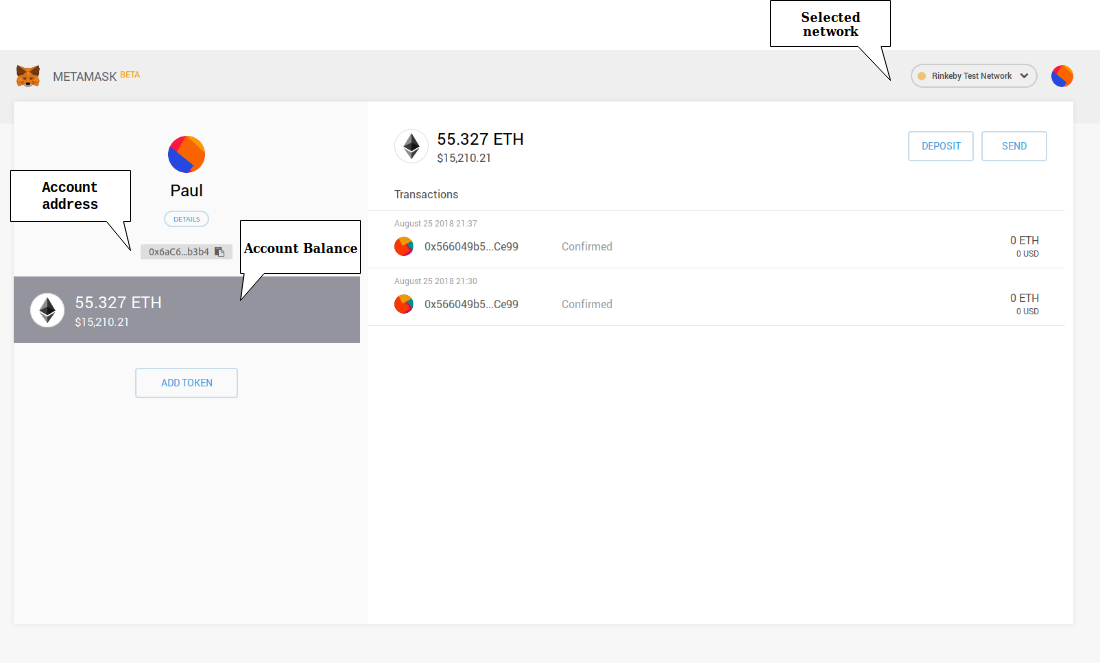 Selected
network
METAMASK BETA
Rinkeby Test Network
Paul
DETAILS
Account
address
0x6aC6...b3b4
Account Balance
55.327 ETH
$15,210.21
ADD TOKEN
55.327 ETH
$15,210.21
DEPOSIT
SEND
Transactions
August 25 2018 21:37
0x566049b5...Ce99 Confirmed 0 ETH
0 USD
August 25 2018 21:30
0x566049b5...Ce99 Confirmed 0 ETH
0 USD